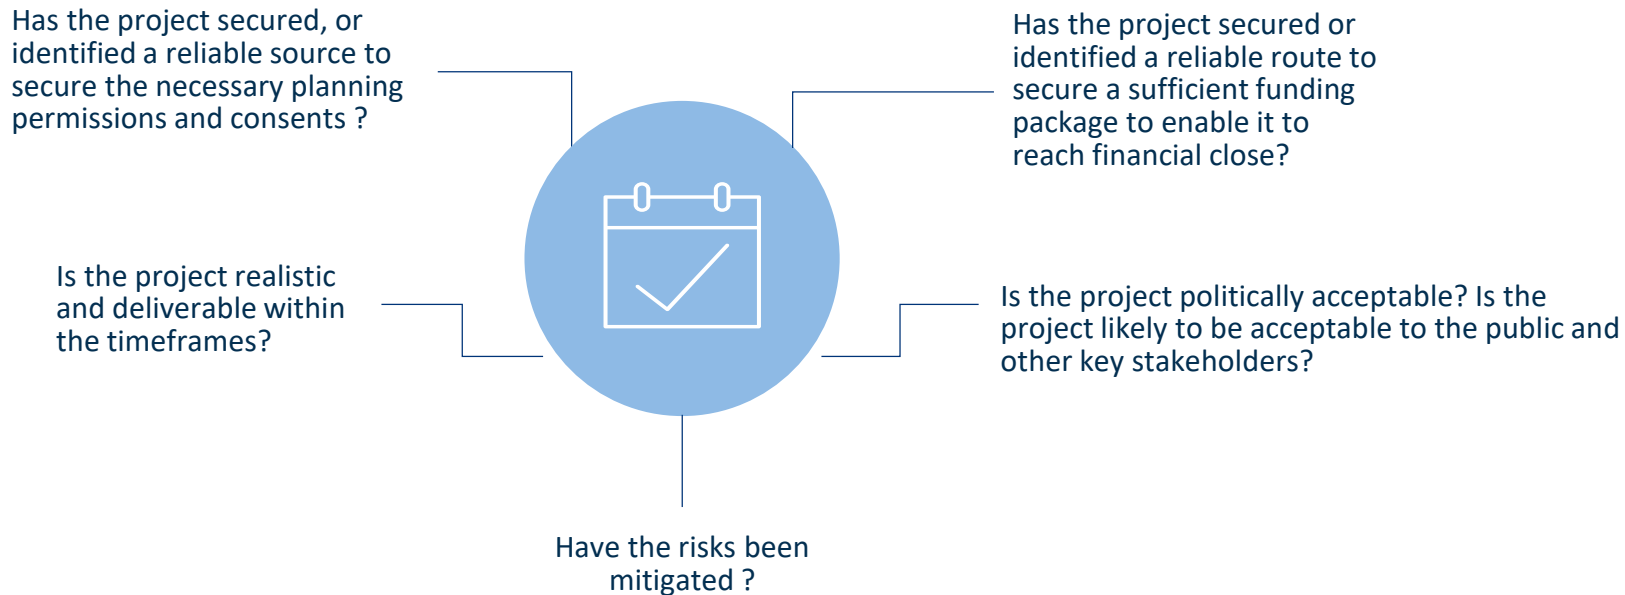 Has the project secured, or
identified a reliable source to
secure the necessary planning
permissions and consents ?
Has the project secured or
identified a reliable route to
secure a sufficient funding
package to enable it to
reach financial close?
Is the project realistic
and deliverable within
the timeframes?
Is the project politically acceptable? Is the
project likely to be acceptable to the public and
other key stakeholders?
Have the risks been
mitigated ?